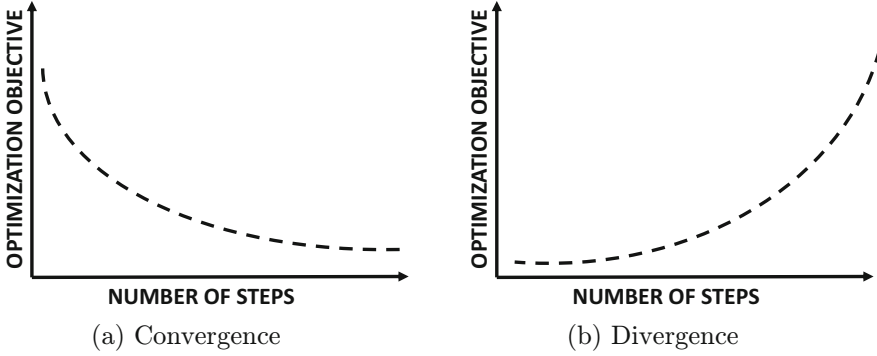 OPTIMIZATION OBJECTIVE
NUMBER OF STEPS
(a) Convergence
OPTIMIZATION OBJECTIVE
NUMBER OF STEPS
(b) Divergence